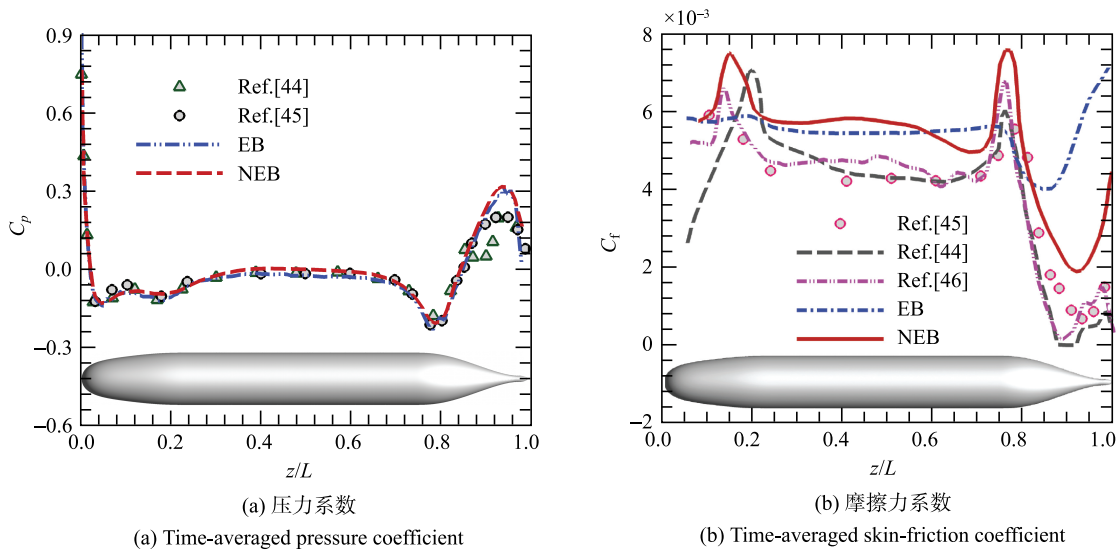 0.9
0.6
0.3
0.0
−0.3
−0.6
C_p
Ref.[44]
Ref.[45]
EB
NEB
0.0 0.2 0.4 0.6 0.8 1.0
z/L
(a) 压力系数
(a) Time-averaged pressure coefficient
×10⁻³
8
6
4
2
0
−2
C_f
Ref.[45]
Ref.[44]
Ref.[46]
EB
NEB
0.0 0.2 0.4 0.6 0.8 1.0
z/L
(b) 摩擦力系数
(b) Time-averaged skin-friction coefficient